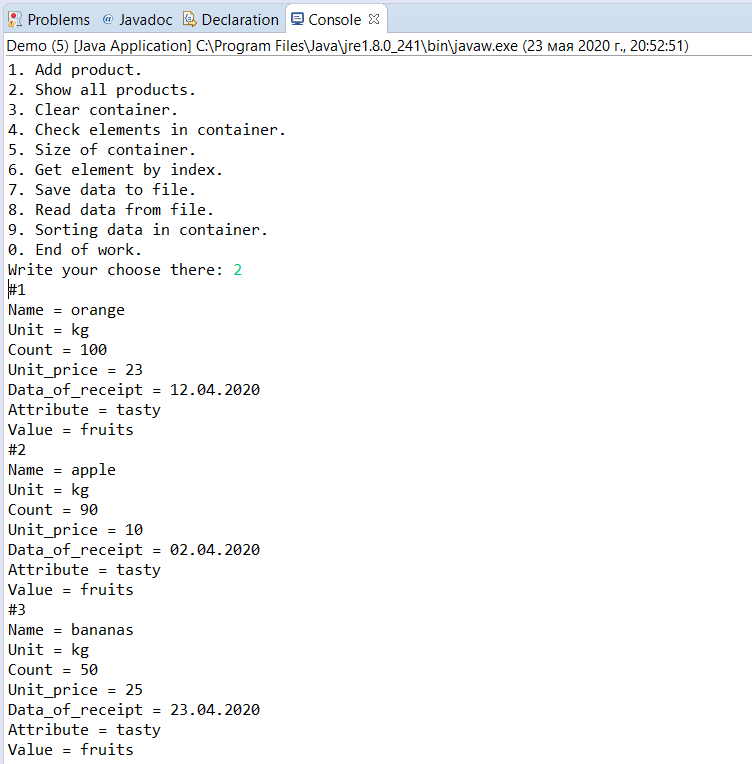 Problems @ Javadoc Declaration Console
Demo (5) [Java Application] C:\Program Files\Java\jre1.8.0_241\bin\javaw.exe (23 мая 2020 г., 20:52:51)
1. Add product.
2. Show all products.
3. Clear container.
4. Check elements in container.
5. Size of container.
6. Get element by index.
7. Save data to file.
8. Read data from file.
9. Sorting data in container.
0. End of work.
Write your choose there: 2
#1
Name = orange
Unit = kg
Count = 100
Unit_price = 23
Data_of_receipt = 12.04.2020
Attribute = tasty
Value = fruits
#2
Name = apple
Unit = kg
Count = 90
Unit_price = 10
Data_of_receipt = 02.04.2020
Attribute = tasty
Value = fruits
#3
Name = bananas
Unit = kg
Count = 50
Unit_price = 25
Data_of_receipt = 23.04.2020
Attribute = tasty
Value = fruits